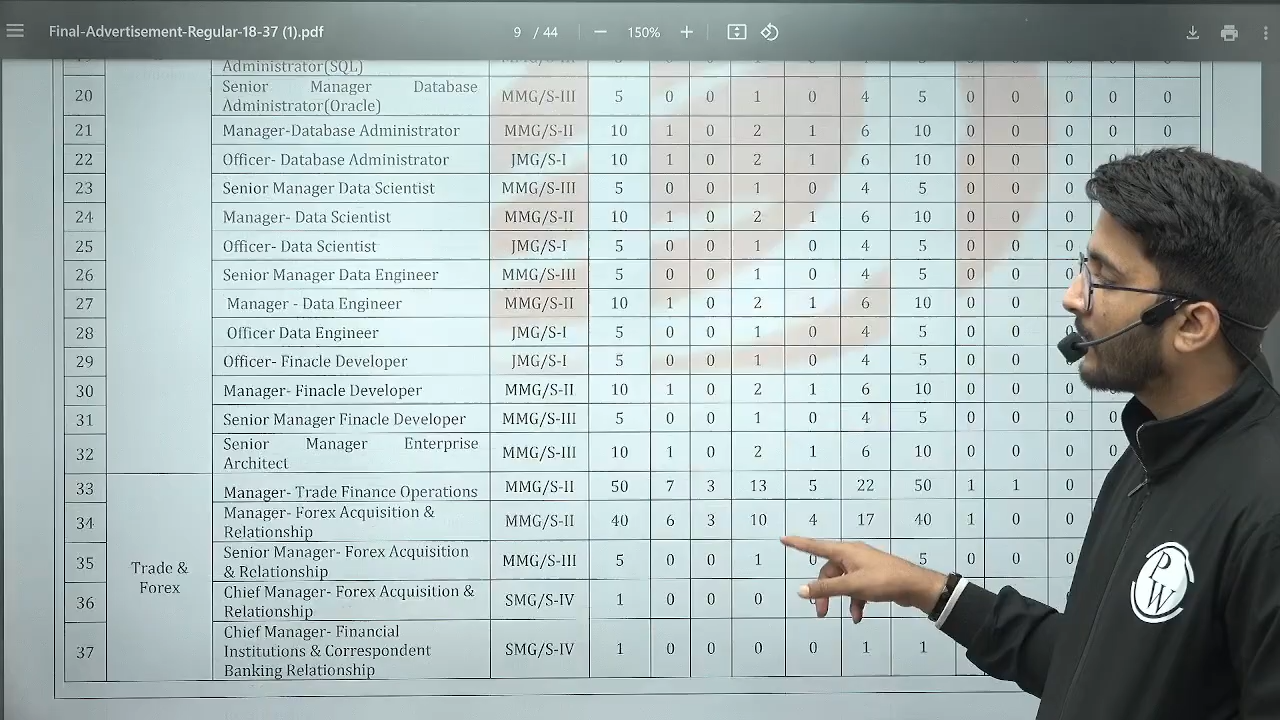 Final-Advertisement-Regular-18-37 (1).pdf 9 / 44 150%
Administrator(SQL)
20 Senior Manager Database Administrator(Oracle) MMG/S-III 5 0 0 1 0 4 5 0 0 0 0 0
21 Manager-Database Administrator MMG/S-II 10 1 0 2 1 6 10 0 0 0 0 0
22 Officer- Database Administrator JMG/S-I 10 1 0 2 1 6 10 0 0 0 0
23 Senior Manager Data Scientist MMG/S-III 5 0 0 1 0 4 5 0 0 0
24 Manager- Data Scientist MMG/S-II 10 1 0 2 1 6 10 0 0 0
25 Officer- Data Scientist JMG/S-I 5 0 0 1 0 4 5 0 0 0
26 Senior Manager Data Engineer MMG/S-III 5 0 0 1 0 4 5 0 0 0
27 Manager - Data Engineer MMG/S-II 10 1 0 2 1 6 10 0 0 0
28 Officer Data Engineer JMG/S-I 5 0 0 1 0 4 5 0 0
29 Officer- Finacle Developer JMG/S-I 5 0 0 1 0 4 5 0 0
30 Manager- Finacle Developer MMG/S-II 10 1 0 2 1 6 10 0 0 0
31 Senior Manager Finacle Developer MMG/S-III 5 0 0 1 0 4 5 0 0 0
32 Senior Manager Enterprise Architect MMG/S-III 10 1 0 2 1 6 10 0 0 0 0
Trade & Forex
33 Manager- Trade Finance Operations MMG/S-II 50 7 3 13 5 22 50 1 1 0
34 Manager- Forex Acquisition & Relationship MMG/S-II 40 6 3 10 4 17 40 1 0 0
35 Senior Manager- Forex Acquisition & Relationship MMG/S-III 5 0 0 1 0 5 0 0
36 Chief Manager- Forex Acquisition & Relationship SMG/S-IV 1 0 0 0
37 Chief Manager- Financial Institutions & Correspondent Banking Relationship SMG/S-IV 1 0 0 0 0 1 1
PW